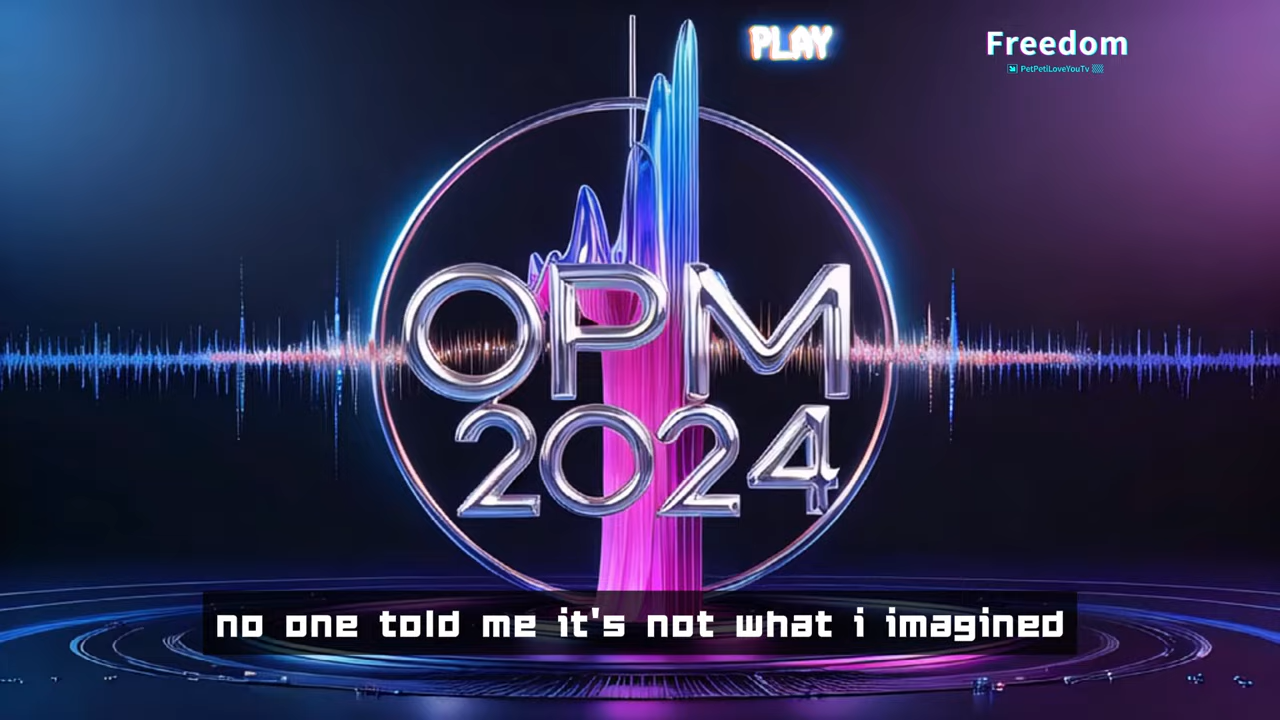 PLAY
Freedom
PetPetiLoveYouTv
OPM
2024
no one told me it's not what i imagined